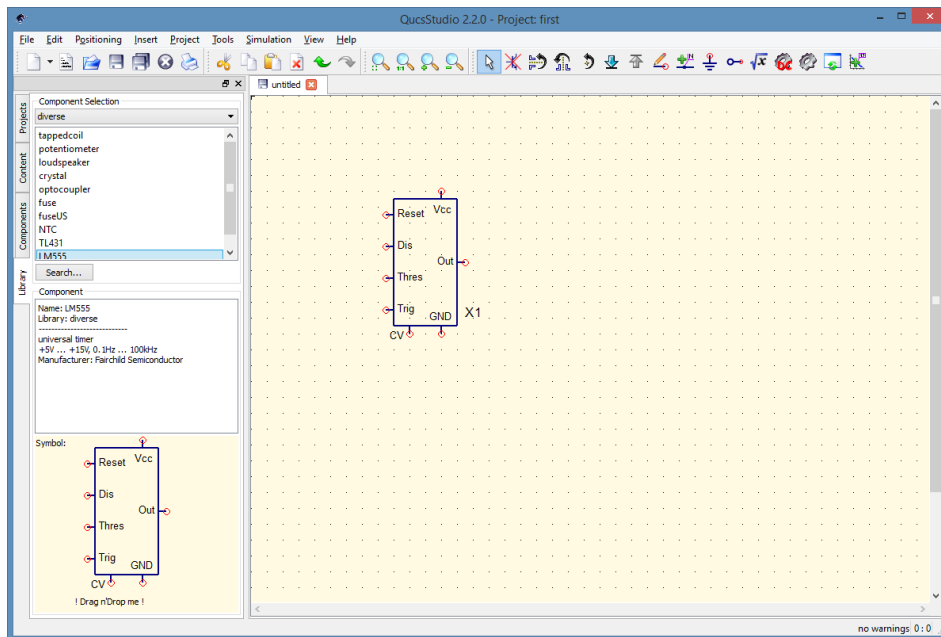 QucsStudio 2.2.0 - Project: first
File Edit Positioning Insert Project Tools Simulation View Help
untitled
Projects
Content
Components
Library
Component Selection
diverse
tappedcoil
potentiometer
loudspeaker
crystal
optocoupler
fuse
fuseUS
NTC
TL431
LM555
Search...
Component
Name: LM555
Library: diverse
----------------------------
universal timer
+5V ... +15V, 0.1Hz ... 100kHz
Manufacturer: Fairchild Semiconductor
Symbol:
Reset Vcc
Dis
Out
Thres
Trig
GND
CV
! Drag n'Drop me !
Reset Vcc
Dis
Out
Thres
Trig
GND X1
CV
no warnings 0 : 0